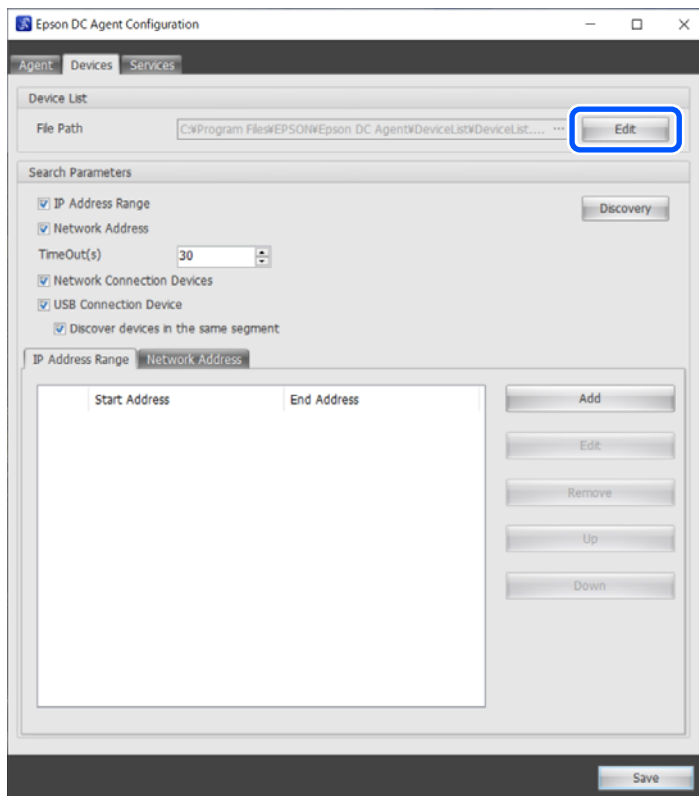 Epson DC Agent Configuration
Agent Devices Services
Device List
File Path C:¥Program Files¥EPSON¥Epson DC Agent¥DeviceList¥DeviceList.... ... Edit
Search Parameters
IP Address Range
Discovery
Network Address
TimeOut(s) 30
Network Connection Devices
USB Connection Device
Discover devices in the same segment
IP Address Range Network Address
Start Address End Address
Add
Edit
Remove
Up
Down
Save